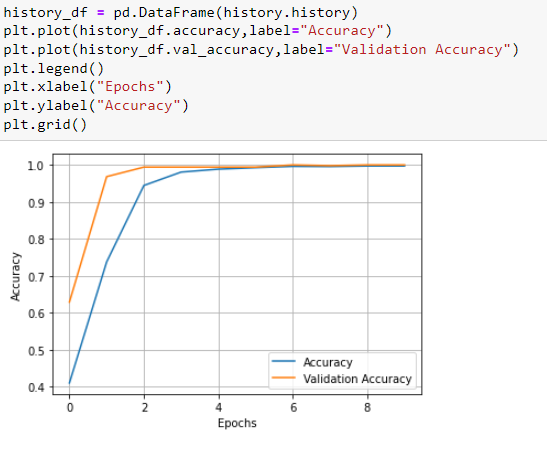 history_df = pd.DataFrame(history.history)
plt.plot(history_df.accuracy,label="Accuracy")
plt.plot(history_df.val_accuracy,label="Validation Accuracy")
plt.legend()
plt.xlabel("Epochs")
plt.ylabel("Accuracy")
plt.grid()
1.0
0.9
0.8
0.7
0.6
0.5
0.4
Accuracy
Accuracy
Validation Accuracy
0 2 4 6 8
Epochs